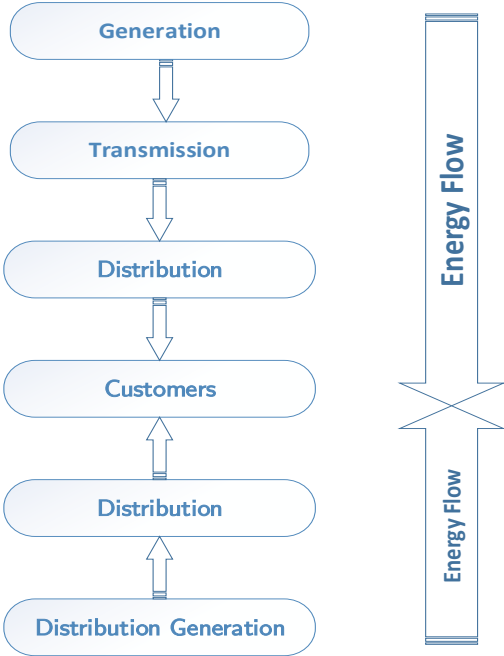 Generation
Transmission
Distribution
Customers
Distribution
Distribution Generation
Energy Flow
Energy Flow